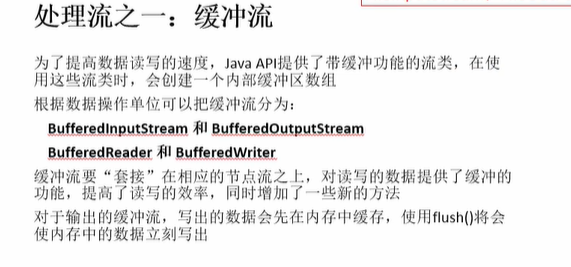 处理流之一：缓冲流
为了提高数据读写的速度，Java API提供了带缓冲功能的流类，在使
用这些流类时，会创建一个内部缓冲区数组
根据数据操作单位可以把缓冲流分为：
BufferedInputStream 和 BufferedOutputStream
BufferedReader 和 BufferedWriter
缓冲流要“套接”在相应的节点流之上，对读写的数据提供了缓冲的
功能，提高了读写的效率，同时增加了一些新的方法
对于输出的缓冲流，写出的数据会先在内存中缓存，使用flush()将会
使内存中的数据立刻写出